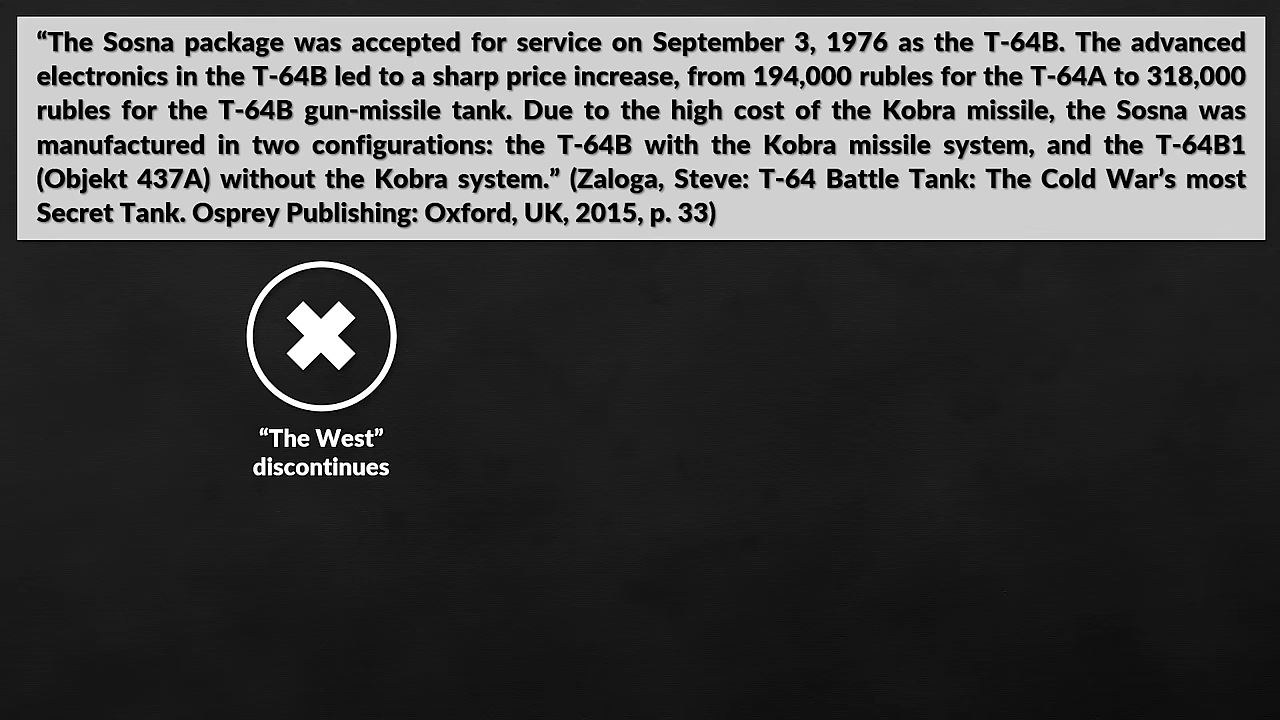 “The Sosna package was accepted for service on September 3, 1976 as the T-64B. The advanced
electronics in the T-64B led to a sharp price increase, from 194,000 rubles for the T-64A to 318,000
rubles for the T-64B gun-missile tank. Due to the high cost of the Kobra missile, the Sosna was
manufactured in two configurations: the T-64B with the Kobra missile system, and the T-64B1
(Objekt 437A) without the Kobra system.” (Zaloga, Steve: T-64 Battle Tank: The Cold War’s most
Secret Tank. Osprey Publishing: Oxford, UK, 2015, p. 33)
“The West”
discontinues